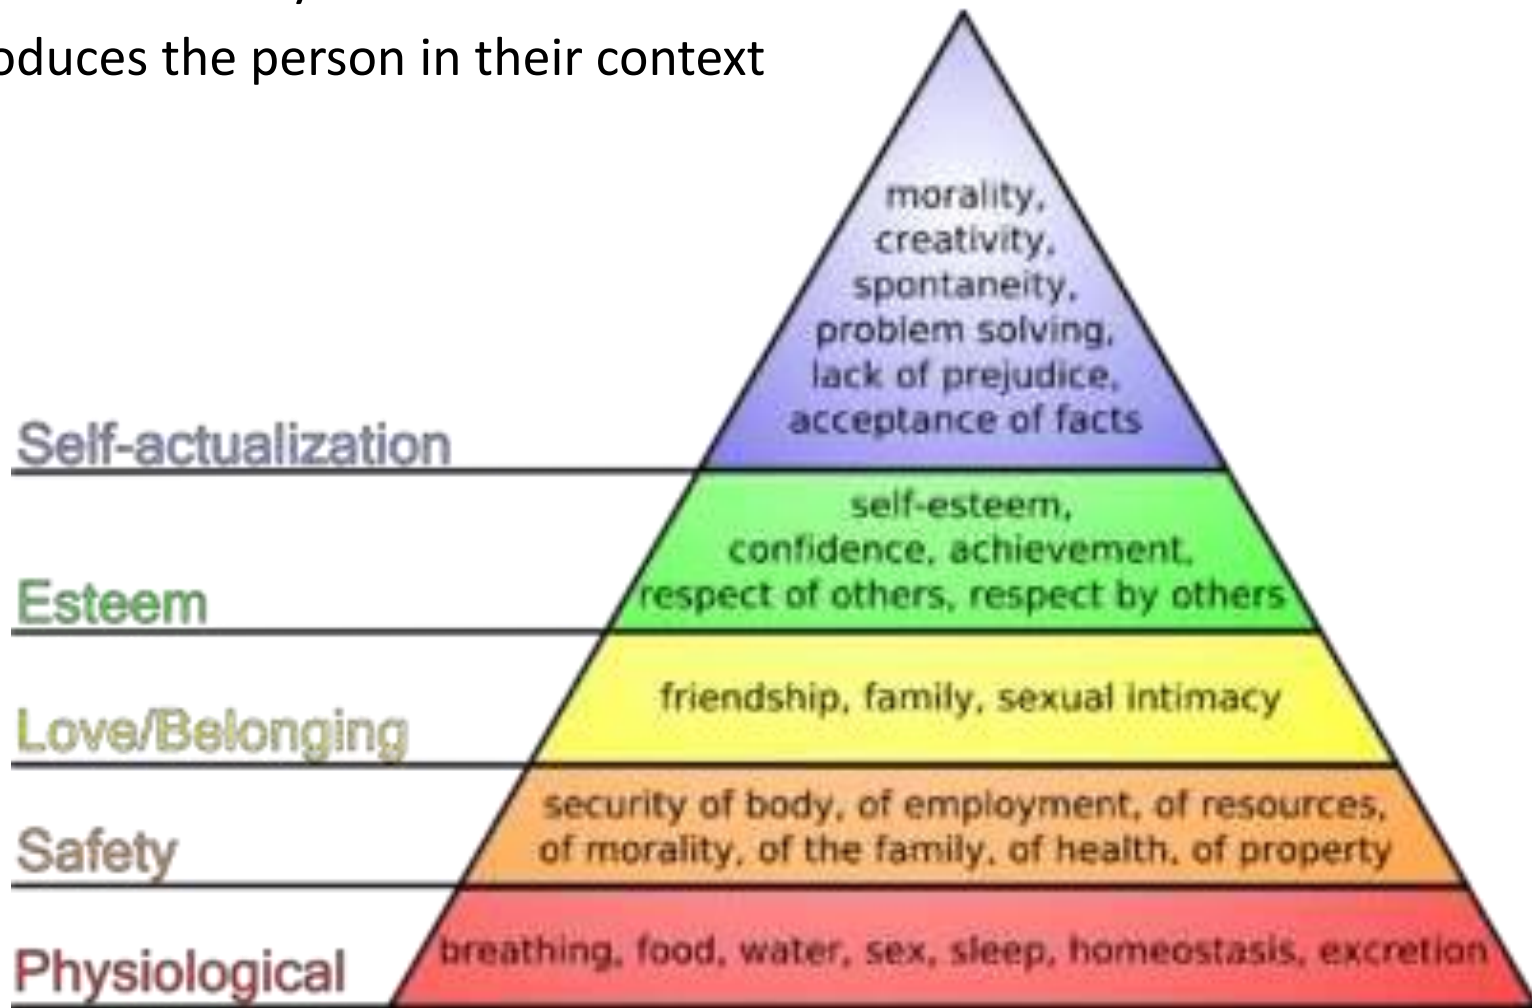 oduces the person in their context
morality,
creativity,
spontaneity,
problem solving,
lack of prejudice,
acceptance of facts
Self-actualization
self-esteem,
confidence, achievement,
respect of others, respect by others
Esteem
friendship, family, sexual intimacy
Love/Belonging
security of body, of employment, of resources,
of morality, of the family, of health, of property
Safety
breathing, food, water, sex, sleep, homeostasis, excretion
Physiological